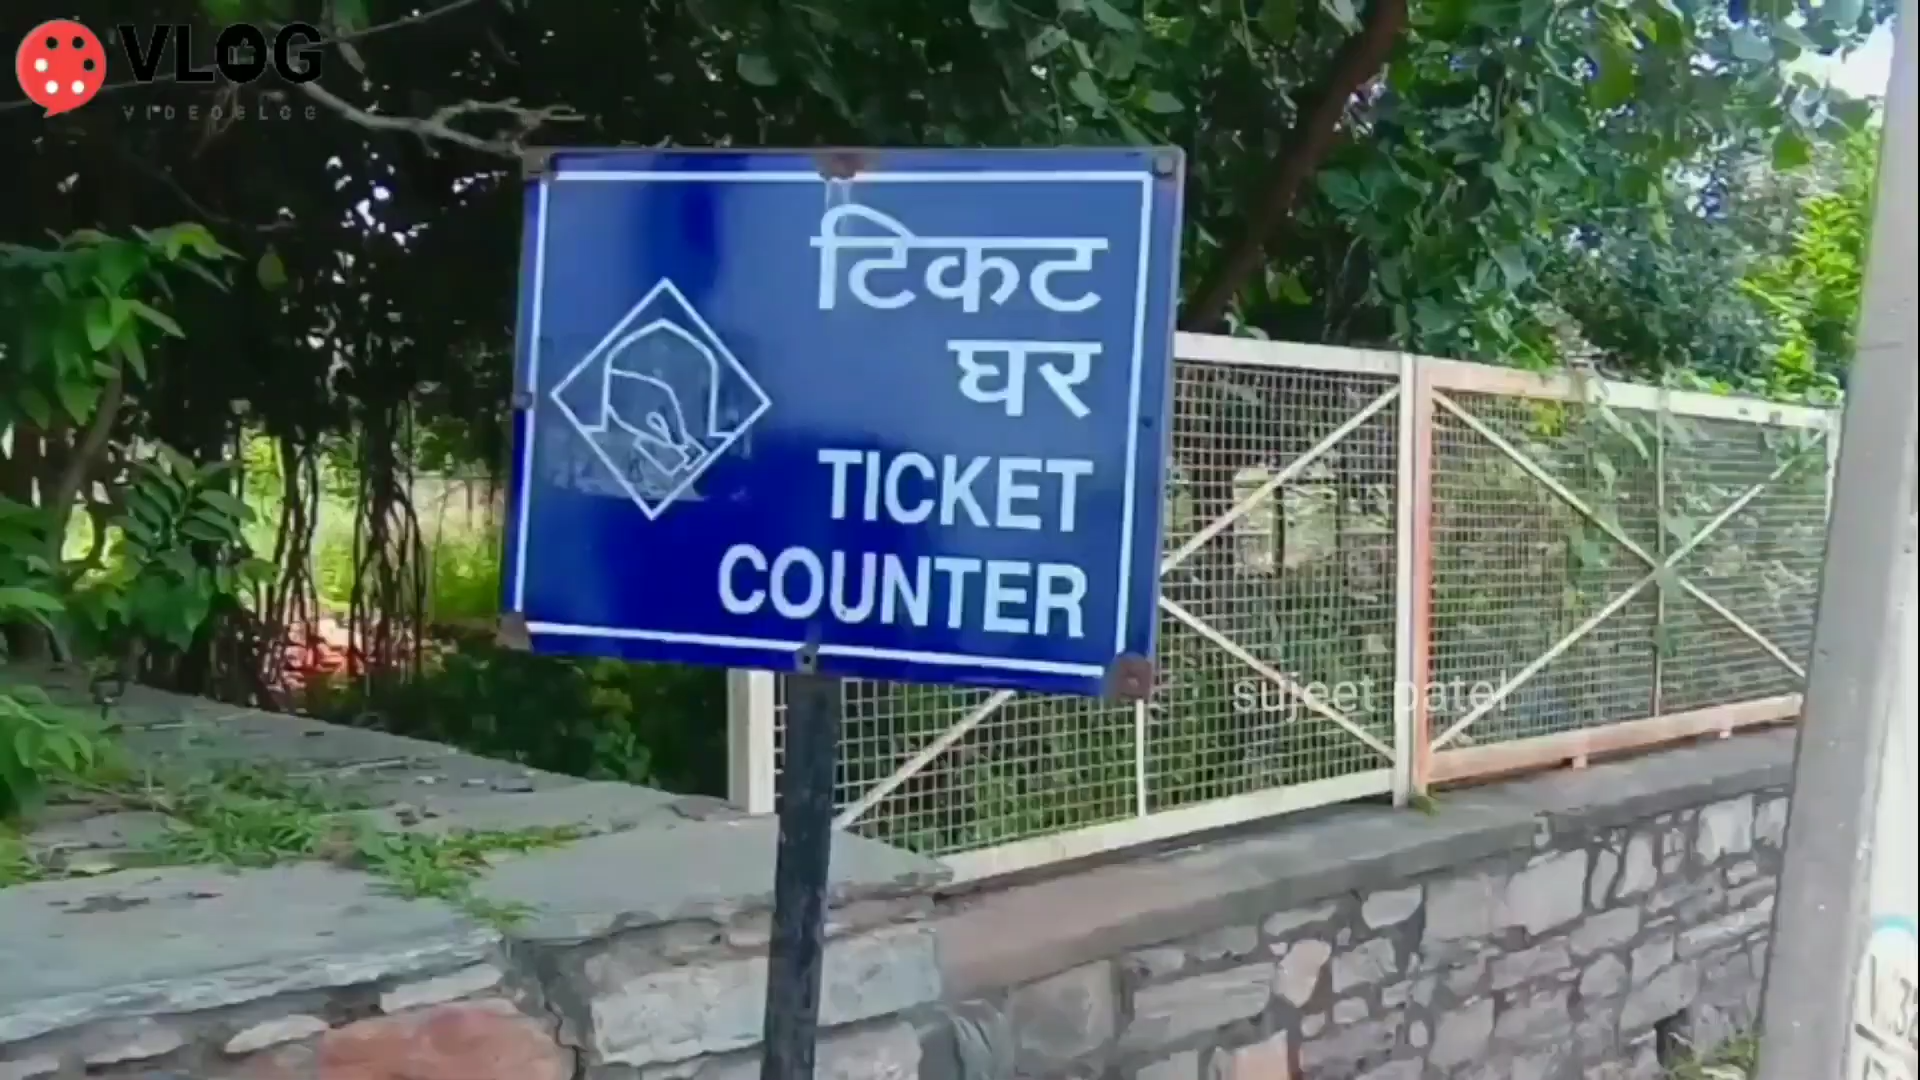 VLOG
VIDEOBLOG
टिकट
घर
TICKET
COUNTER
sujeet patel